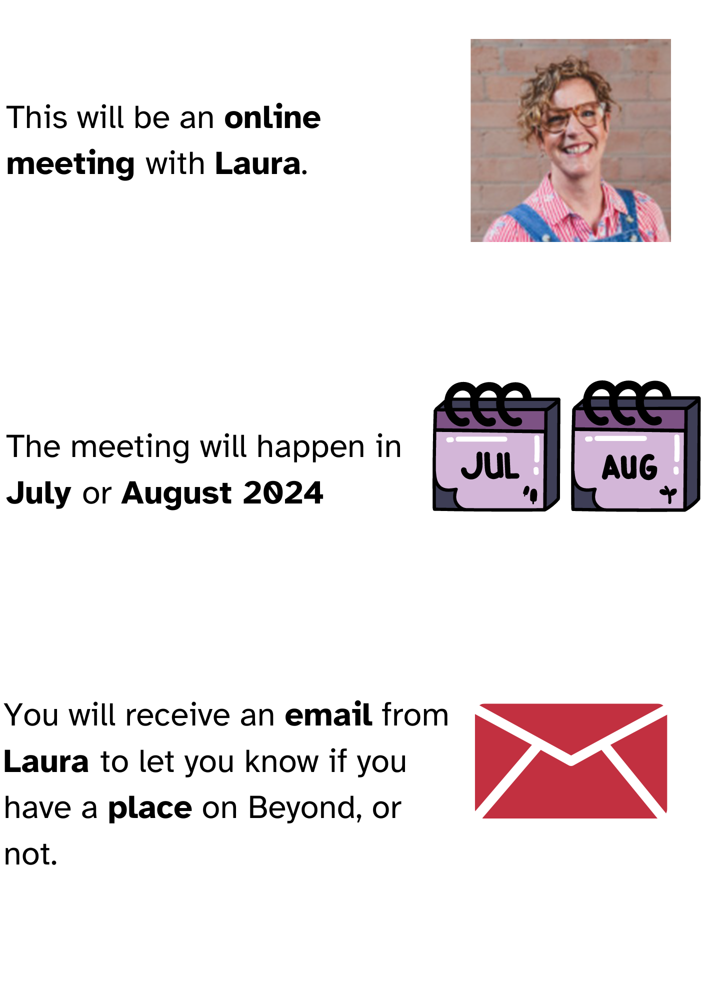 This will be an online
meeting with Laura.
The meeting will happen in
July or August 2024
JUL
AUG
You will receive an email from
Laura to let you know if you
have a place on Beyond, or
not.